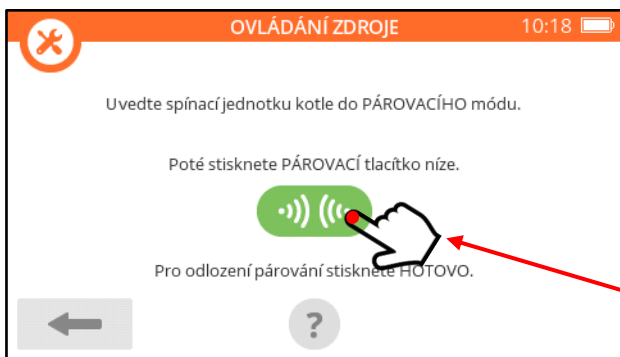 OVLÁDÁNÍ ZDROJE 10:18
Uvedte spínací jednotku kotle do PÁROVACÍHO módu.
Poté stisknete PÁROVACÍ tlacítko níze.
Pro odlození párování stisknete HOTOVO.
?